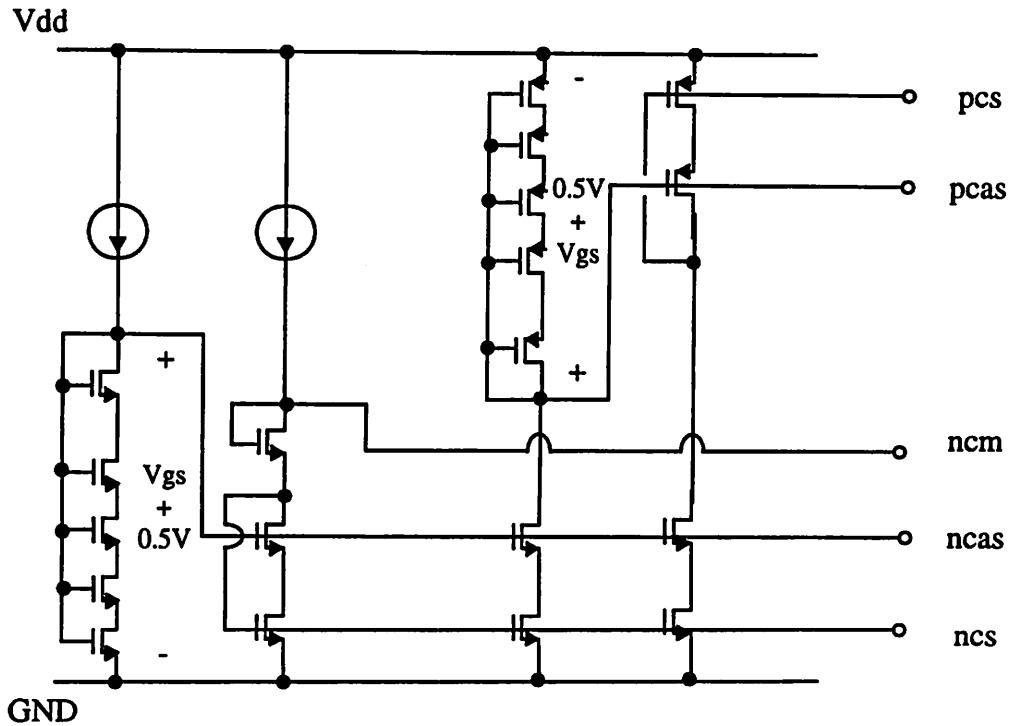 Vdd
-
pcs
pcas
0.5V
+
Vgs
+
+
ncm
Vgs
+
0.5V
ncas
ncs
-
GND